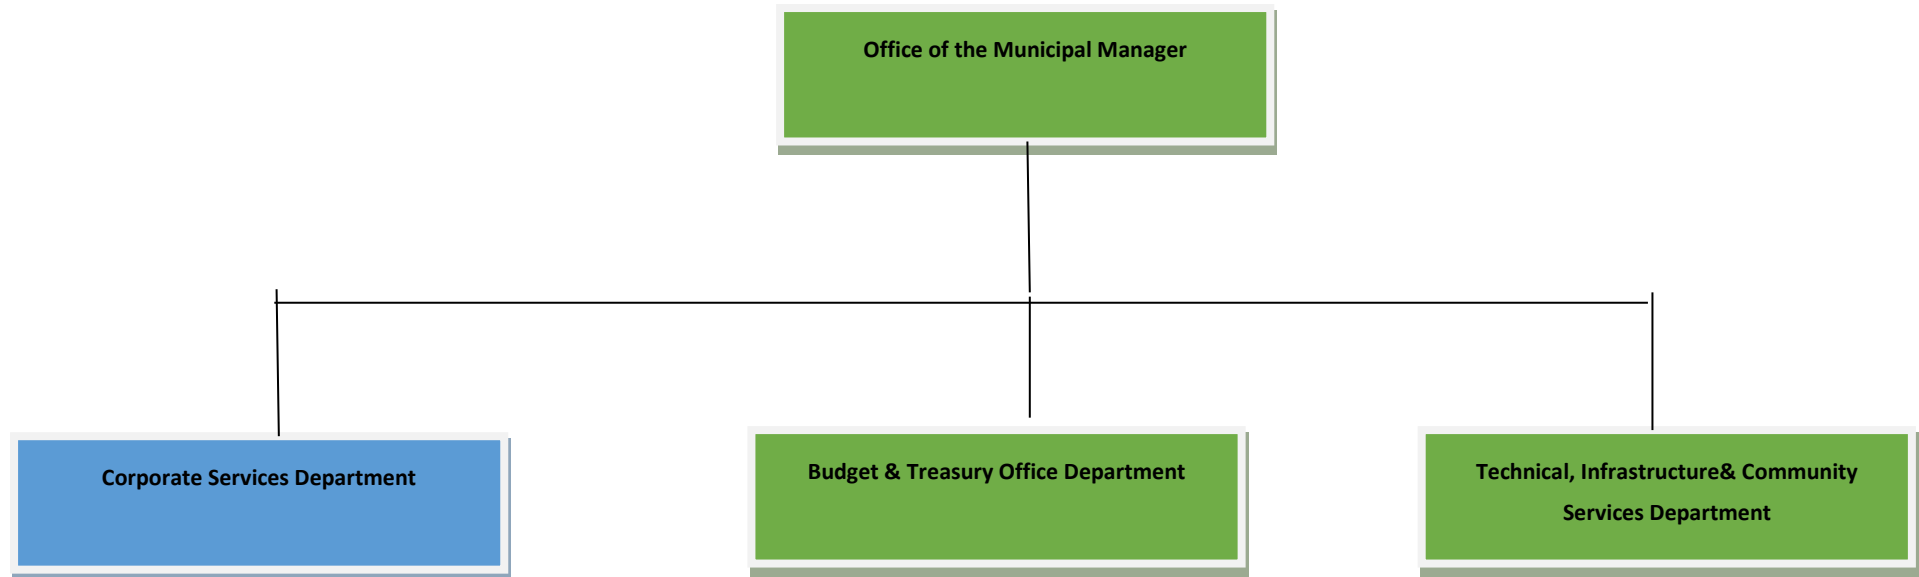 Office of the Municipal Manager
Corporate Services Department
Budget & Treasury Office Department
Technical, Infrastructure& Community
Services Department